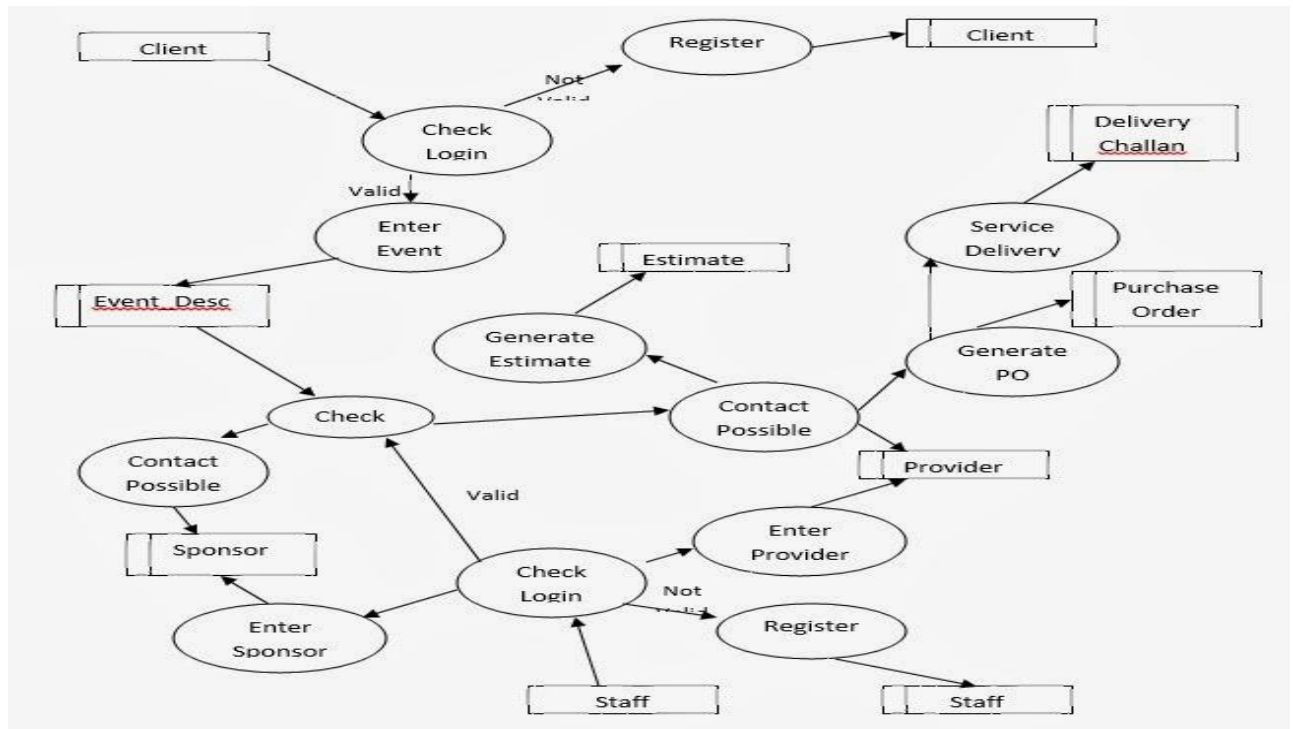 Client
Register
Client
Not
Check
Login
Delivery
Challan
Valid
Enter
Event
Service
Delivery
Estimate
Event_Desc
Purchase
Order
Generate
Estimate
Generate
PO
Check
Contact
Possible
Contact
Possible
Provider
Valid
Enter
Provider
Sponsor
Check
Login
Not
Enter
Sponsor
Register
Staff
Staff